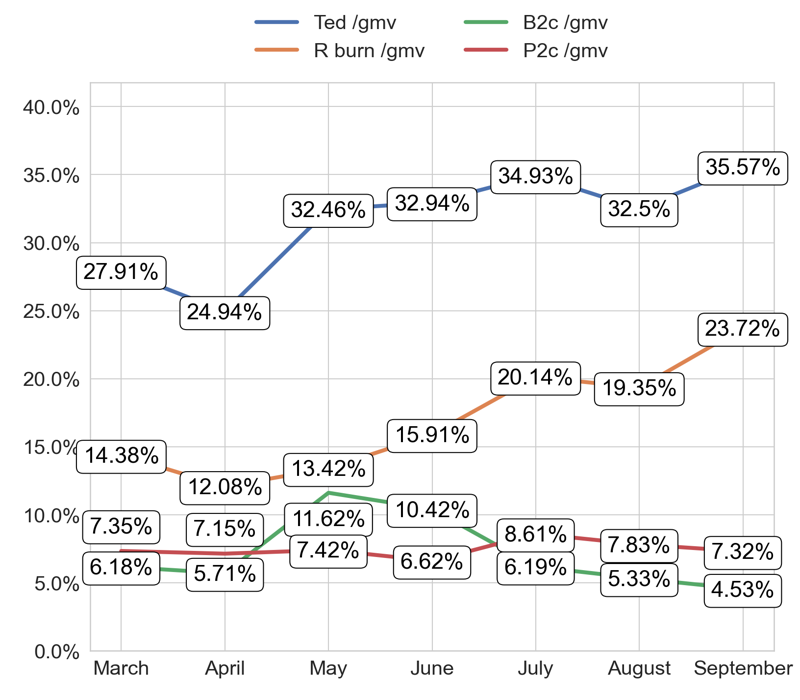 Ted /gmv B2c /gmv
R burn /gmv P2c /gmv
40.0%
35.57%
35.0% 34.93%
32.46% 32.94% 32.5%
30.0%
27.91%
25.0% 24.94%
23.72%
20.0% 20.14% 19.35%
15.91%
15.0% 14.38% 13.42%
12.08%
10.0% 11.62% 10.42%
7.35% 7.15% 8.61%
7.42% 7.83% 7.32%
6.18% 5.71% 6.62% 6.19%
5.0% 5.33% 4.53%
0.0%
March April May June July August September